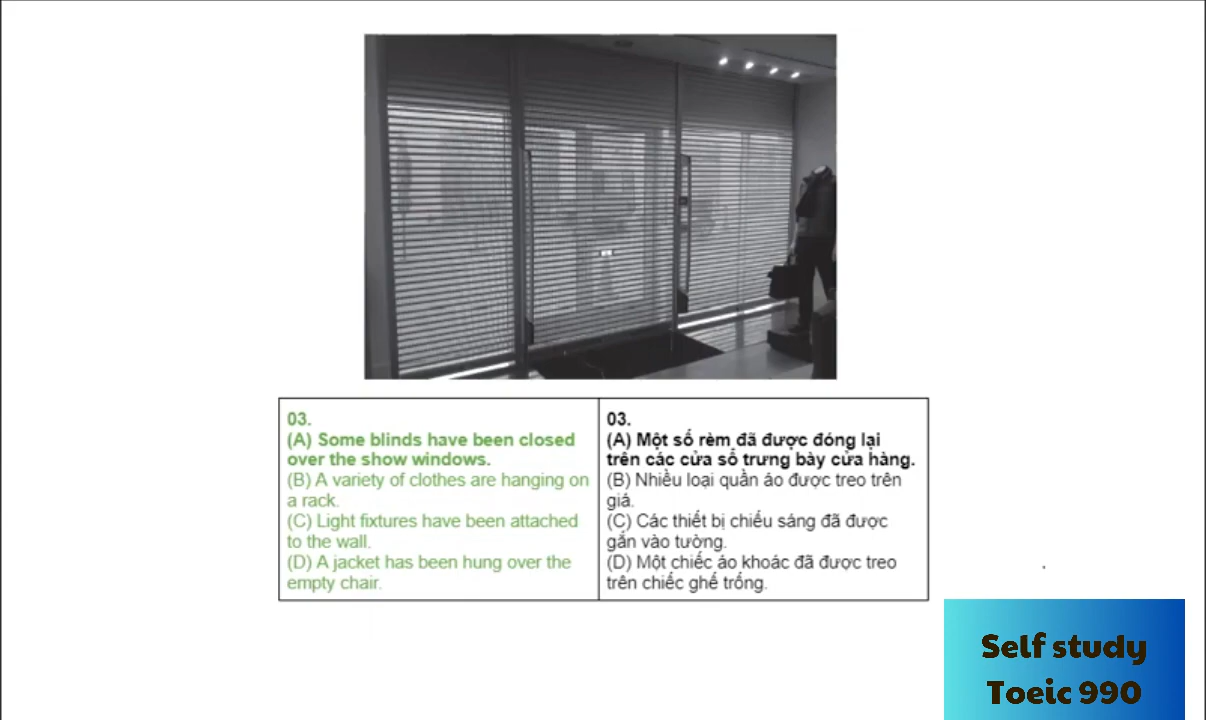 03.
(A) Some blinds have been closed
over the show windows.
(B) A variety of clothes are hanging on
a rack.
(C) Light fixtures have been attached
to the wall.
(D) A jacket has been hung over the
empty chair.
03.
(A) Một số rèm đã được đóng lại
trên các cửa sổ trưng bày cửa hàng.
(B) Nhiều loại quần áo được treo trên
giá.
(C) Các thiết bị chiếu sáng đã được
gắn vào tường.
(D) Một chiếc áo khoác đã được treo
trên chiếc ghế trống.
Self study
Toeic 990